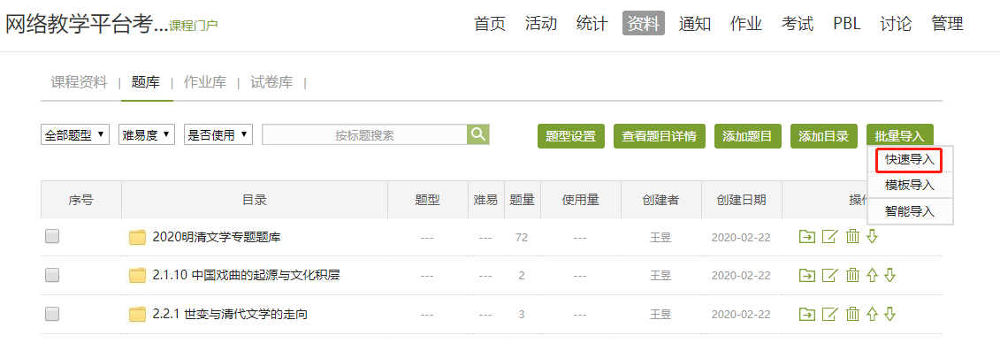 网络教学平台考...课程门户 首页 活动 统计 资料 通知 作业 考试 PBL 讨论 管理
课程资料 | 题库 | 作业库 | 试卷库 |
全部题型 难易度 是否使用 按标题搜索 题型设置 查看题目详情 添加题目 添加目录 批量导入
快速导入
模板导入
智能导入
序号 目录 题型 难易 题量 使用量 创建者 创建日期
2020明清文学专题题库 --- --- 72 --- 王昱 2020-02-22
2.1.10 中国戏曲的起源与文化积层 --- --- 2 --- 王昱 2020-02-22
2.2.1 世变与清代文学的走向 --- --- 3 --- 王昱 2020-02-22